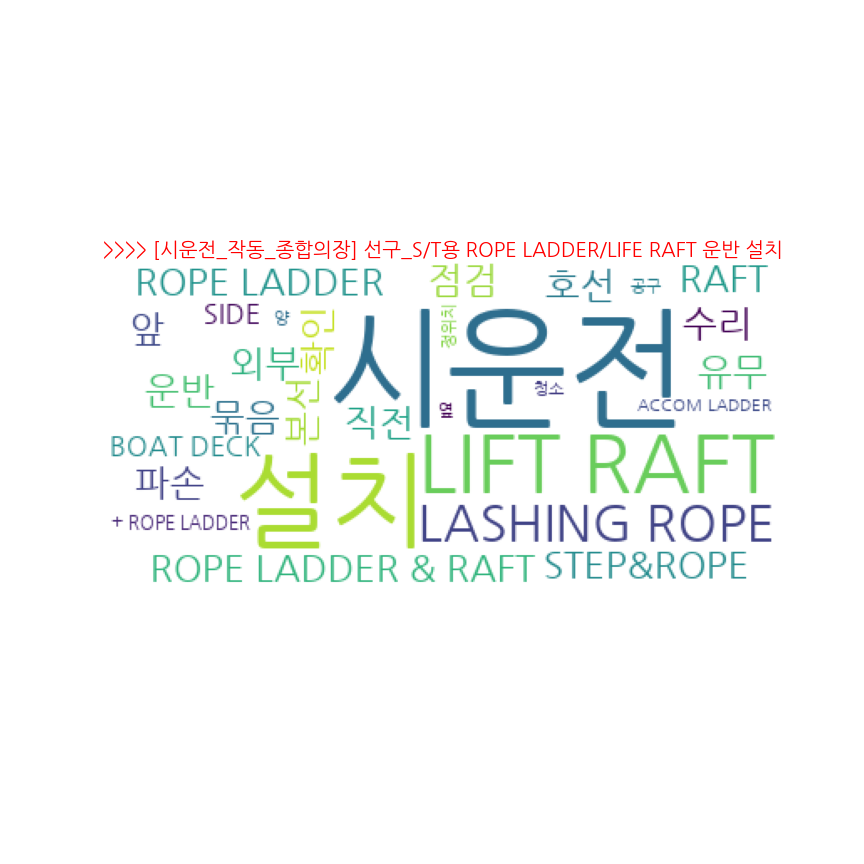 >>>> [시운전_작동_종합의장] 선구_S/T용 ROPE LADDER/LIFE RAFT 운반 설치
ROPE LADDER
점검
호선
공구
RAFT
앞
SIDE
양
외부
확인
정위치
시운전
수리
운반
묶음
본선
직전
청소
유무
옆
ACCOM LADDER
BOAT DECK
파손
설치
LIFT RAFT
+ ROPE LADDER
LASHING ROPE
ROPE LADDER & RAFT
STEP&ROPE